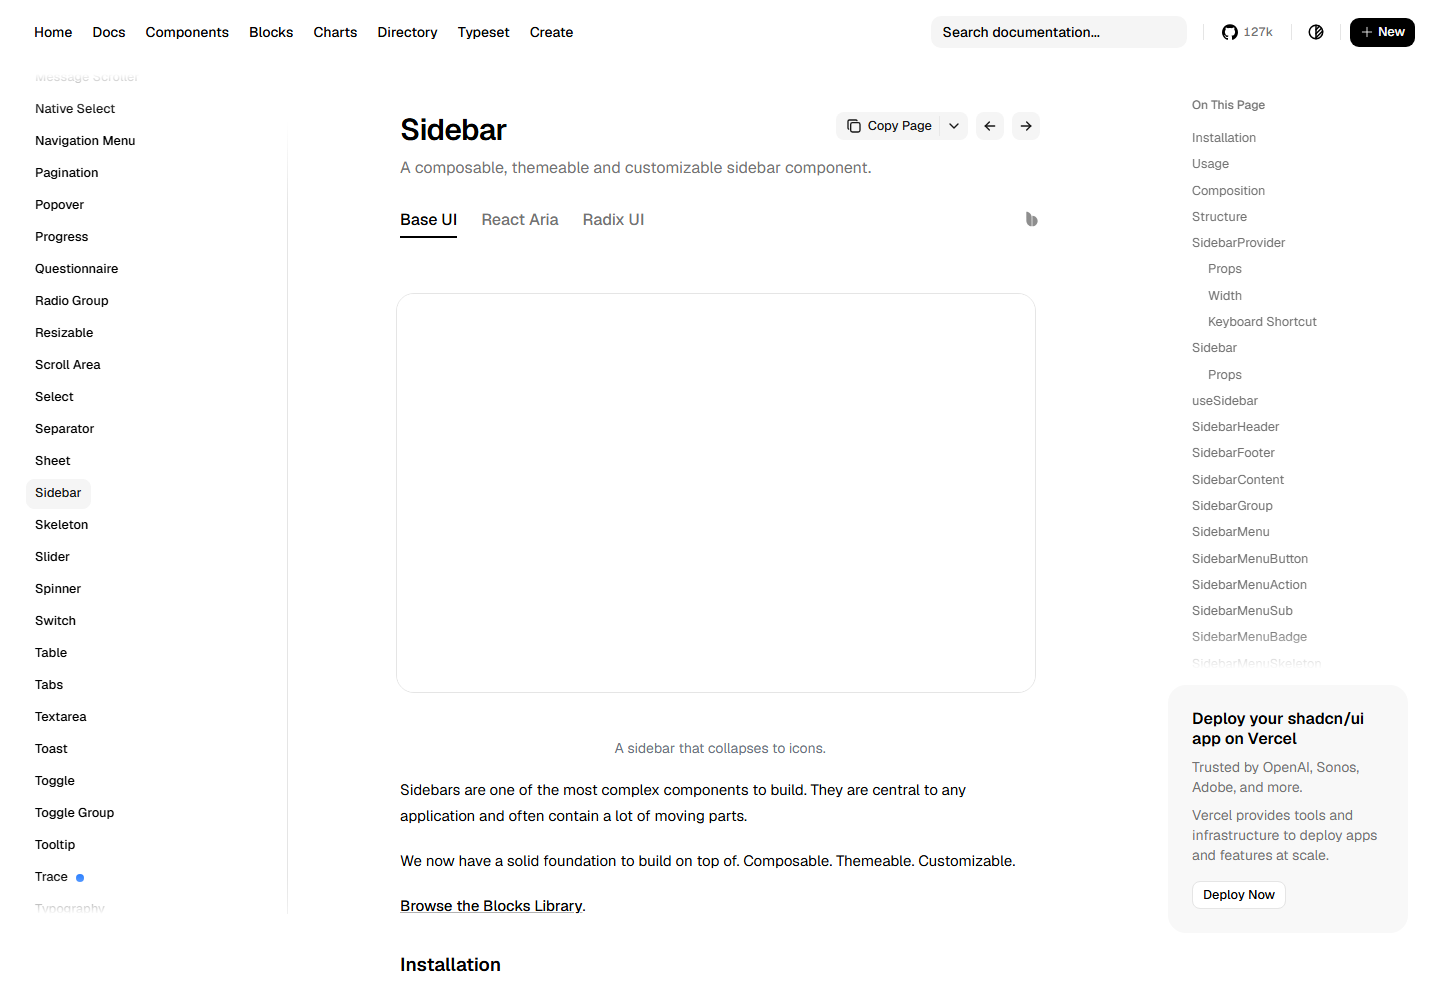 Home Docs Components Blocks Charts Directory Typeset Create
Search documentation...
127k
New
Message Scroller
Native Select
Navigation Menu
Pagination
Popover
Progress
Questionnaire
Radio Group
Resizable
Scroll Area
Select
Separator
Sheet
Sidebar
Skeleton
Slider
Spinner
Switch
Table
Tabs
Textarea
Toast
Toggle
Toggle Group
Tooltip
Trace
Typography
Sidebar
Copy Page
A composable, themeable and customizable sidebar component.
Base UI React Aria Radix UI
A sidebar that collapses to icons.
Sidebars are one of the most complex components to build. They are central to any
application and often contain a lot of moving parts.
We now have a solid foundation to build on top of. Composable. Themeable. Customizable.
Browse the Blocks Library.
Installation
On This Page
Installation
Usage
Composition
Structure
SidebarProvider
Props
Width
Keyboard Shortcut
Sidebar
Props
useSidebar
SidebarHeader
SidebarFooter
SidebarContent
SidebarGroup
SidebarMenu
SidebarMenuButton
SidebarMenuAction
SidebarMenuSub
SidebarMenuBadge
SidebarMenuSkeleton
Deploy your shadcn/ui
app on Vercel
Trusted by OpenAI, Sonos,
Adobe, and more.
Vercel provides tools and
infrastructure to deploy apps
and features at scale.
Deploy Now